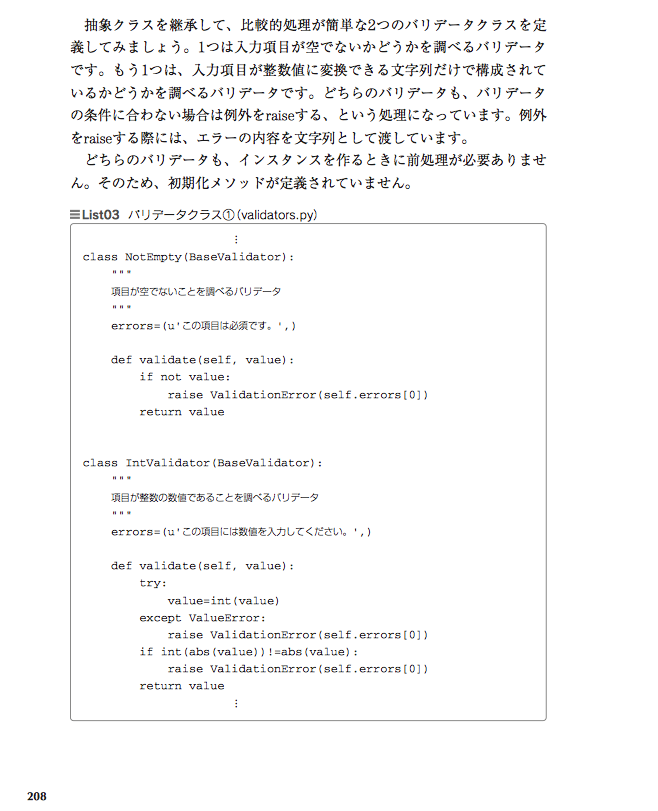 抽象クラスを継承して、比較的処理が簡単な2つのバリデータクラスを定
義してみましょう。1つは入力項目が空でないかどうかを調べるバリデータ
です。もう1つは、入力項目が整数値に変換できる文字列だけで構成されて
いるかどうかを調べるバリデータです。どちらのバリデータも、バリデータ
の条件に合わない場合は例外をraiseする、という処理になっています。例外
をraiseする際には、エラーの内容を文字列として渡しています。
どちらのバリデータも、インスタンスを作るときに前処理が必要ありませ
ん。そのため、初期化メソッドが定義されていません。
List03 バリデータクラス①(validators.py)
⋮
class NotEmpty(BaseValidator):
    """
    項目が空でないことを調べるバリデータ
    """
    errors=(u'この項目は必須です。',)
    def validate(self, value):
        if not value:
            raise ValidationError(self.errors[0])
        return value
class IntValidator(BaseValidator):
    """
    項目が整数の数値であることを調べるバリデータ
    """
    errors=(u'この項目には数値を入力してください。',)
    def validate(self, value):
        try:
            value=int(value)
        except ValueError:
            raise ValidationError(self.errors[0])
        if int(abs(value))!=abs(value):
            raise ValidationError(self.errors[0])
        return value
⋮
208